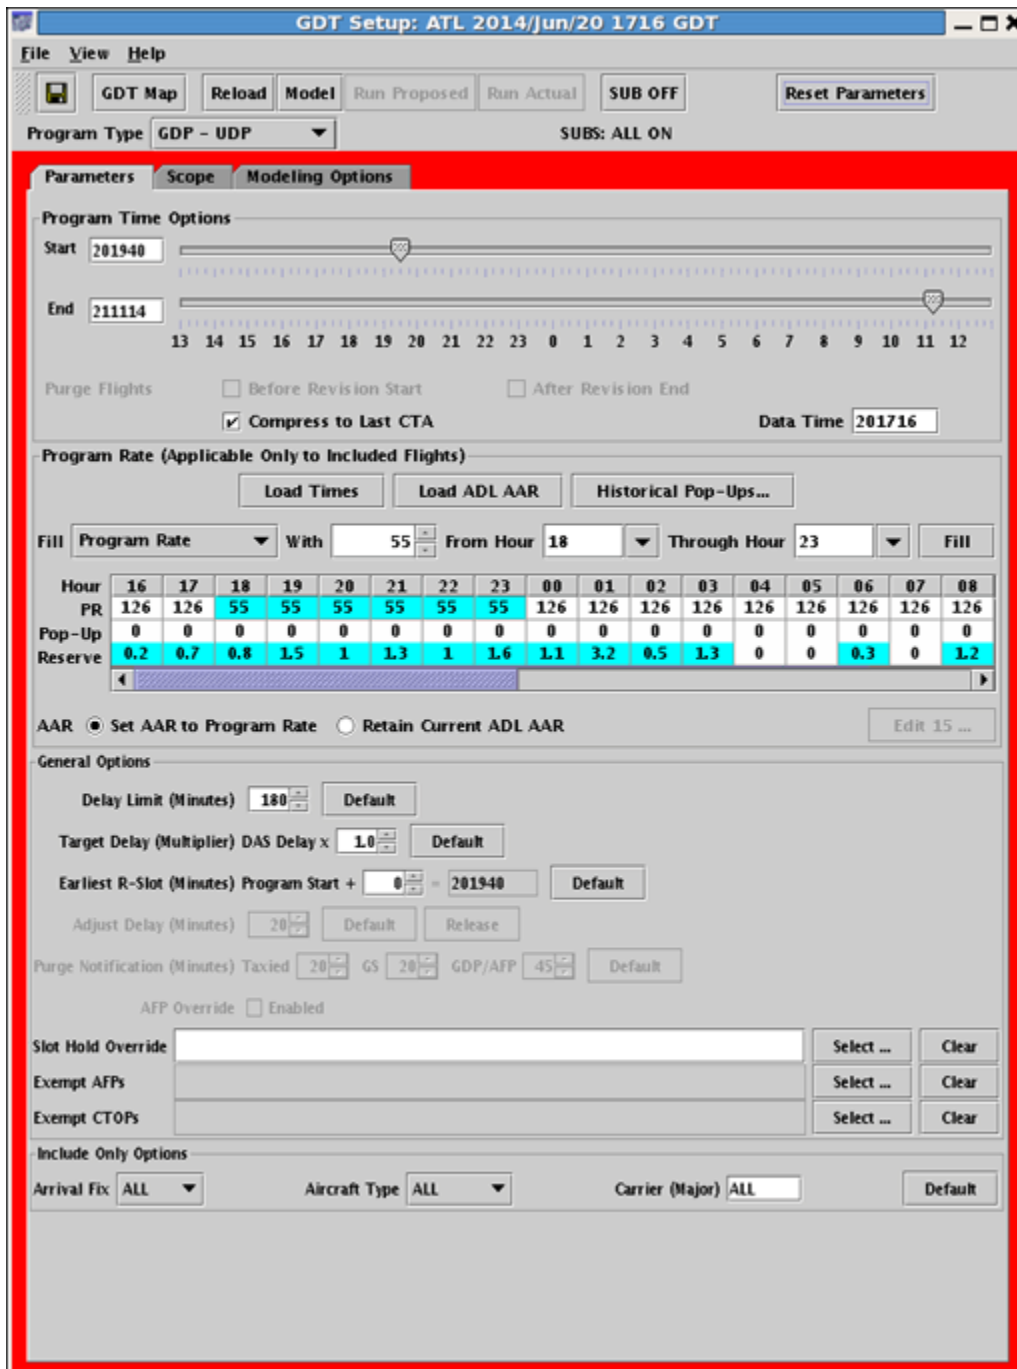 GDT Setup: ATL 2014/Jun/20 1716 GDT
File View Help
GDT Map Reload Model Run Proposed Run Actual SUB OFF Reset Parameters
Program Type GDP - UDP SUBS: ALL ON
Parameters Scope Modeling Options
Program Time Options
Start 201940
End 211114
13 14 15 16 17 18 19 20 21 22 23 0 1 2 3 4 5 6 7 8 9 10 11 12
Purge Flights Before Revision Start After Revision End
Compress to Last CTA Data Time 201716
Program Rate (Applicable Only to Included Flights)
Load Times Load ADL AAR Historical Pop-Ups...
Fill Program Rate With 55 From Hour 18 Through Hour 23 Fill
Hour 16 17 18 19 20 21 22 23 00 01 02 03 04 05 06 07 08
PR 126 126 55 55 55 55 55 55 126 126 126 126 126 126 126 126 126
Pop-Up 0 0 0 0 0 0 0 0 0 0 0 0 0 0 0 0 0
Reserve 0.2 0.7 0.8 1.5 1 1.3 1 1.6 1.1 3.2 0.5 1.3 0 0 0.3 0 1.2
AAR Set AAR to Program Rate Retain Current ADL AAR Edit 15 ...
General Options
Delay Limit (Minutes) 180 Default
Target Delay (Multiplier) DAS Delay x 1.0 Default
Earliest R-Slot (Minutes) Program Start + 0 = 201940 Default
Adjust Delay (Minutes) 20 Default Release
Purge Notification (Minutes) Taxied 20 GS 20 GDP/AFP 45 Default
AFP Override Enabled
Slot Hold Override Select ... Clear
Exempt AFPs Select ... Clear
Exempt CTOPs Select ... Clear
Include Only Options
Arrival Fix ALL Aircraft Type ALL Carrier (Major) ALL Default